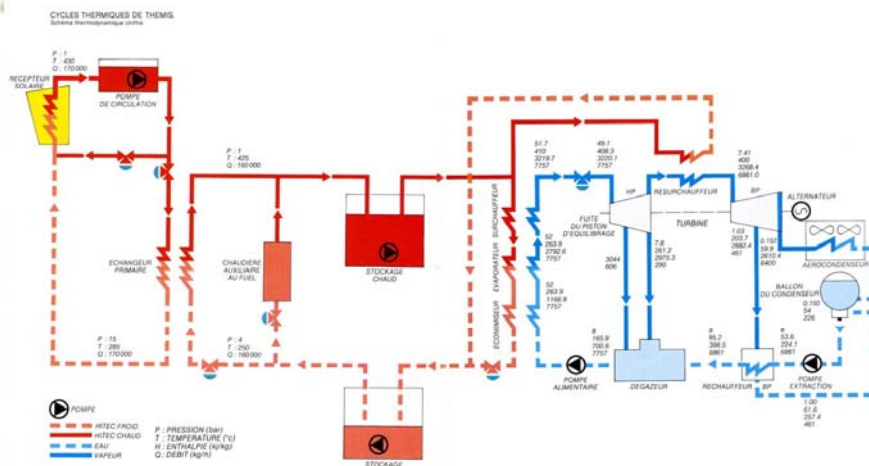 CYCLES THERMIQUES DE THEMIS.
Schéma thermodynamique chiffré.
P : 1
T : 430
Q : 170 000
RECEPTEUR
SOLAIRE
POMPE
DE CIRCULATION
P : 1
T : 425
Q : 160 000
ECHANGEUR
PRIMAIRE
CHAUDIERE
AUXILIAIRE
AU FUEL
STOCKAGE
CHAUD
P : 15
T : 285
Q : 170 000
P : 4
T : 250
Q : 160 000
STOCKAGE
SURCHAUFFEUR
EVAPORATEUR
ECONOMISEUR
51.7
410
3219.7
7757
49.1
408.3
3220.1
7757
52
263.9
2792.6
7757
52
263.9
1166.8
7757
HP
RESURCHAUFFEUR
7.41
400
3268.4
6861.0
BP
ALTERNATEUR
FUITE
DU PISTON
D'EQUILIBRAGE
TURBINE
3044
606
7.8
261.2
2975.3
290
1.03
203.7
2882.4
461
0.152
59.9
2610.4
6400
AEROCONDENSEUR
BALLON
DU CONDENSEUR
0.150
54
226
8
165.9
700.6
7757
POMPE
ALIMENTAIRE
DEGAZEUR
8
95.2
398.5
6861
RECHAUFFEUR
BP
8
53.6
224.1
6861
POMPE
EXTRACTION
1.00
61.6
257.4
461
POMPE
HITEC FROID
HITEC CHAUD
EAU
VAPEUR
P : PRESSION (bar)
T : TEMPERATURE (°c)
H : ENTHALPIE (kj/kg)
Q : DEBIT (kg/h)